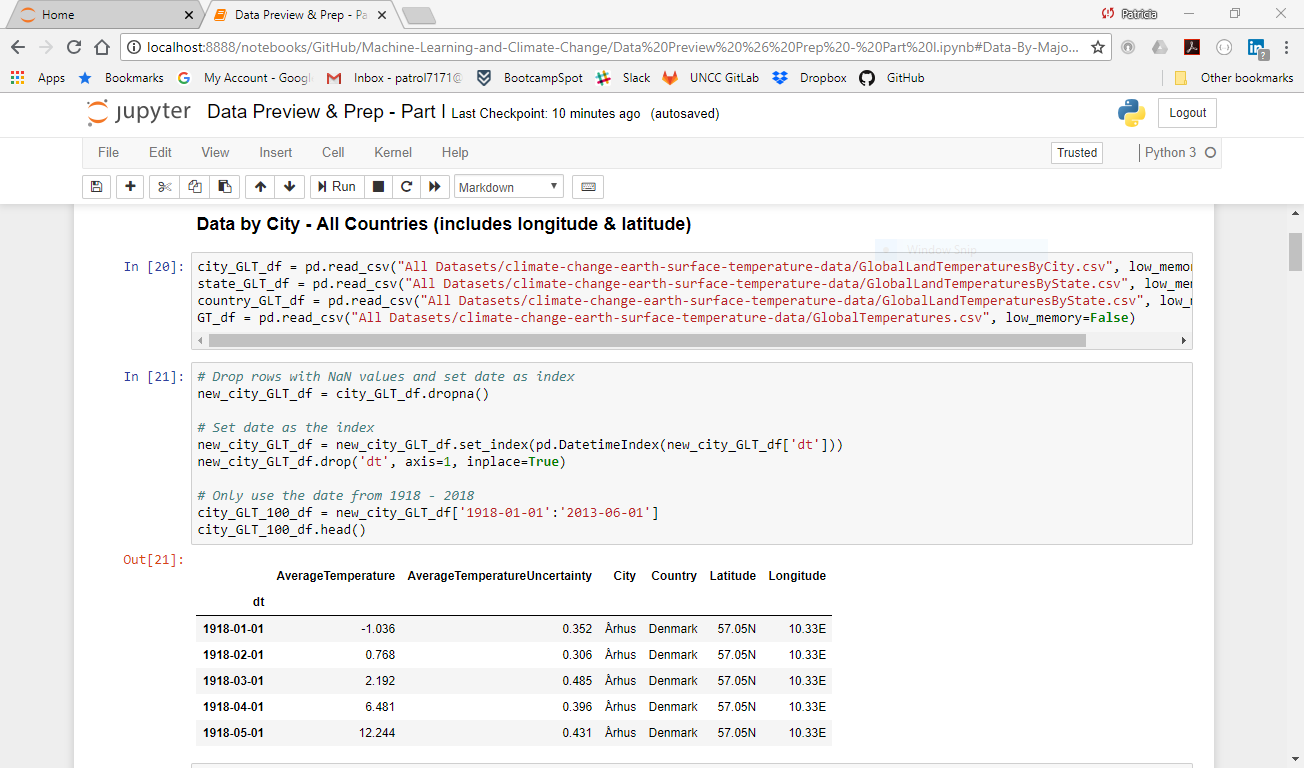 Home
Data Preview & Prep - Pa
Patricia
localhost:8888/notebooks/GitHub/Machine-Learning-and-Climate-Change/Data%20Preview%20%26%20Prep%20-%20Part%20I.ipynb#Data-By-Majo...
Apps Bookmarks My Account - Googl Inbox - patrol7171@ BootcampSpot Slack UNCC GitLab Dropbox GitHub Other bookmarks
jupyter Data Preview & Prep - Part I Last Checkpoint: 10 minutes ago (autosaved) Logout
File Edit View Insert Cell Kernel Help Trusted Python 3
Run Markdown
Data by City - All Countries (includes longitude & latitude)
Window Snip
In [20]: city_GLT_df = pd.read_csv("All Datasets/climate-change-earth-surface-temperature-data/GlobalLandTemperaturesByCity.csv", low_memor
state_GLT_df = pd.read_csv("All Datasets/climate-change-earth-surface-temperature-data/GlobalLandTemperaturesByState.csv", low_mem
country_GLT_df = pd.read_csv("All Datasets/climate-change-earth-surface-temperature-data/GlobalLandTemperaturesByState.csv", low_m
GT_df = pd.read_csv("All Datasets/climate-change-earth-surface-temperature-data/GlobalTemperatures.csv", low_memory=False)
In [21]: # Drop rows with NaN values and set date as index
new_city_GLT_df = city_GLT_df.dropna()
# Set date as the index
new_city_GLT_df = new_city_GLT_df.set_index(pd.DatetimeIndex(new_city_GLT_df['dt']))
new_city_GLT_df.drop('dt', axis=1, inplace=True)
# Only use the date from 1918 - 2018
city_GLT_100_df = new_city_GLT_df['1918-01-01':'2013-06-01']
city_GLT_100_df.head()
Out[21]:
AverageTemperature AverageTemperatureUncertainty City Country Latitude Longitude
dt
1918-01-01 -1.036 0.352 Århus Denmark 57.05N 10.33E
1918-02-01 0.768 0.306 Århus Denmark 57.05N 10.33E
1918-03-01 2.192 0.485 Århus Denmark 57.05N 10.33E
1918-04-01 6.481 0.396 Århus Denmark 57.05N 10.33E
1918-05-01 12.244 0.431 Århus Denmark 57.05N 10.33E